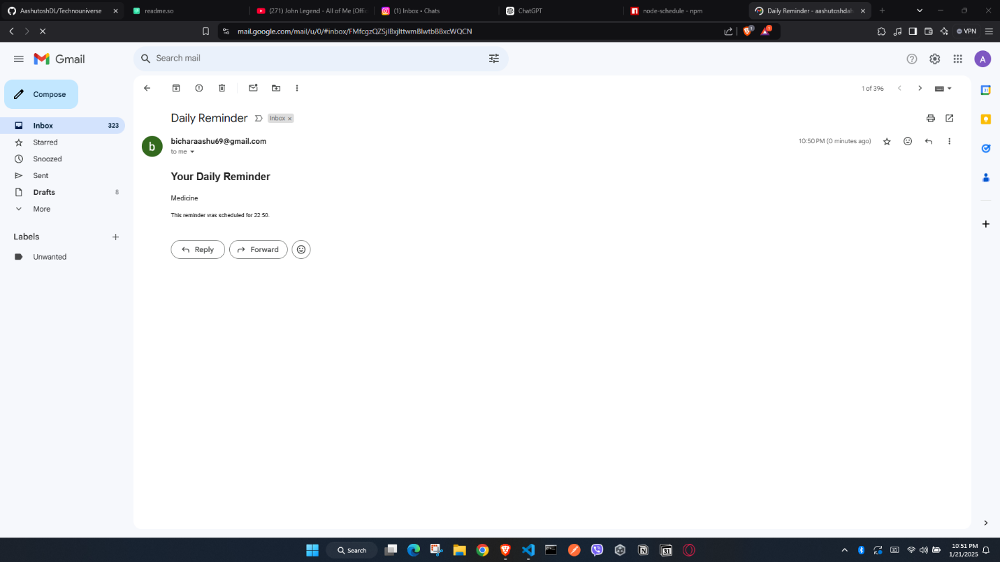 AashutoshDL/Technouniverse
readme.so
(271) John Legend - All of Me (Offic
(1) Inbox • Chats
ChatGPT
node-schedule - npm
Daily Reminder - aashutoshdah
mail.google.com/mail/u/0/#inbox/FMfcgzQZSjlBxjlttwmBlwtbBBxcWQCN
1
1
VPN
Gmail
Search mail
A
Compose
1 of 396
31
Daily Reminder
Inbox ×
Inbox 323
Starred
Snoozed
Sent
Drafts 8
More
Labels
Unwanted
b
bicharaashu69@gmail.com
10:50 PM (0 minutes ago)
to me
Your Daily Reminder
Medicine
This reminder was scheduled for 22:50.
Reply
Forward
Search
31
10:51 PM
1/21/2025